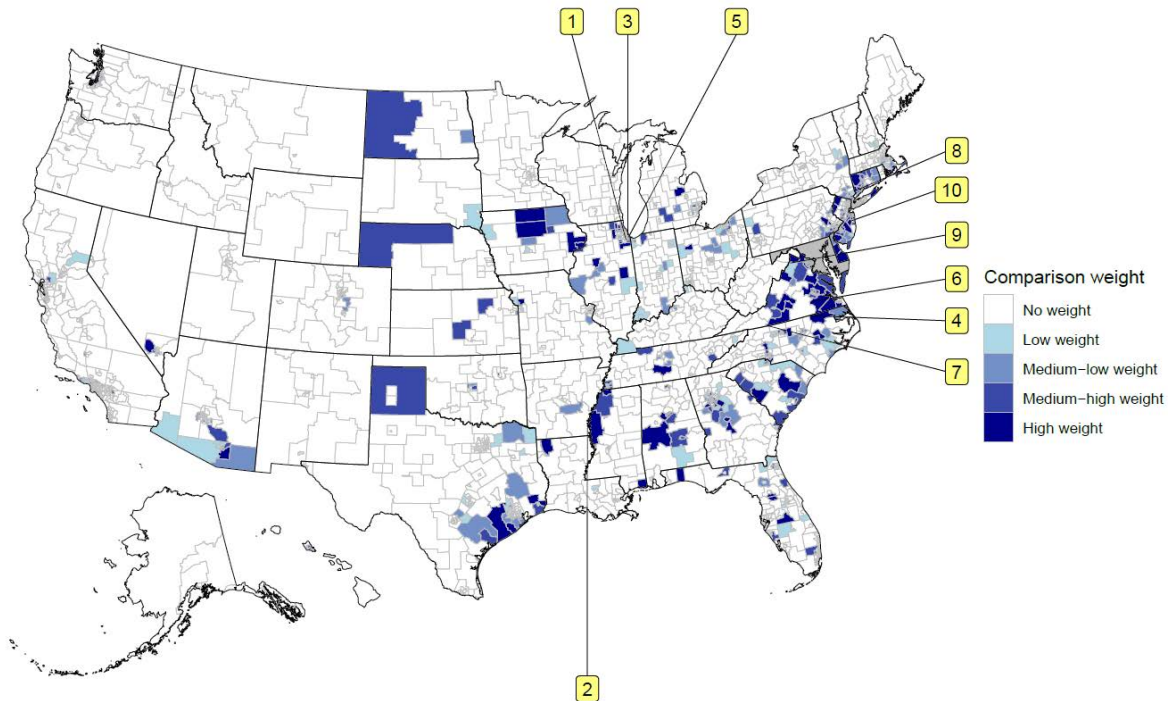 1
3
5
8
10
9
6
4
7
2
Comparison weight
No weight
Low weight
Medium−low weight
Medium−high weight
High weight